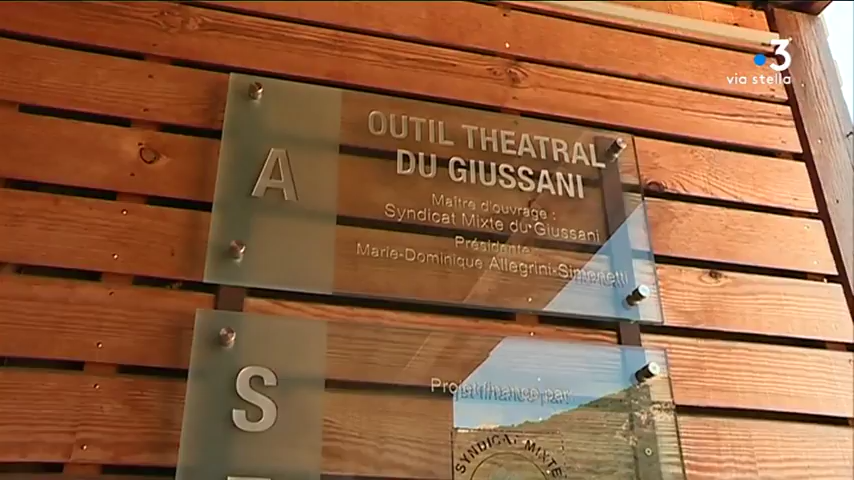 3
via stella
A
OUTIL THEATRAL
DU GIUSSANI
Maître d'ouvrage :
Syndicat Mixte du Giussani
Présidente
Marie-Dominique Allegrini-Simonetti
S
Projet financé par
SYNDICAT MIXTE